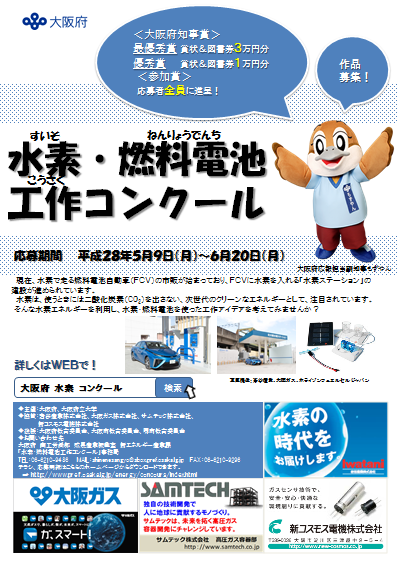 大阪府
＜大阪府知事賞＞
最優秀賞 賞状＆図書券3万円分
優秀賞 賞状＆図書券1万円分
＜参加賞＞
応募者全員に進呈！
作品
募集！
すいそ ねんりょうでんち
水素・燃料電池
こうさく
工作コンクール
応募期間 平成28年5月9日（月）～6月20日（月）
大阪府広報担当副知事もずやん
現在、水素で走る燃料電池自動車（FCV）の市販が始まっており、FCVに水素を入れる「水素ステーション」の
建設が進められています。
水素は、使うときには二酸化炭素（CO2）を出さない、次世代のクリーンなエネルギーとして、注目されています。
そんな水素エネルギーを利用し、水素・燃料電池を使った工作アイデアを考えてみませんか？
詳しくはWEBで！
大阪府 水素 コンクール 検索
◆主催：大阪府、大阪府立大学
水素の
時代を
お届けします。
Iwatani
大阪ガス
ガスマート！
SAMTECH
独自の技術開発で
人に地球に貢献するモノづくり。
サムテックは、未来を拓く高圧ガス
容器開発にチャレンジしています。
サムテック株式会社 高圧ガス容器部
http://www.samtech.co.jp
ガスセンサ技術で、
安全・安心・快適な
環境創りに貢献する。
新コスモス電機株式会社
http://www.new-cosmos.co.jp